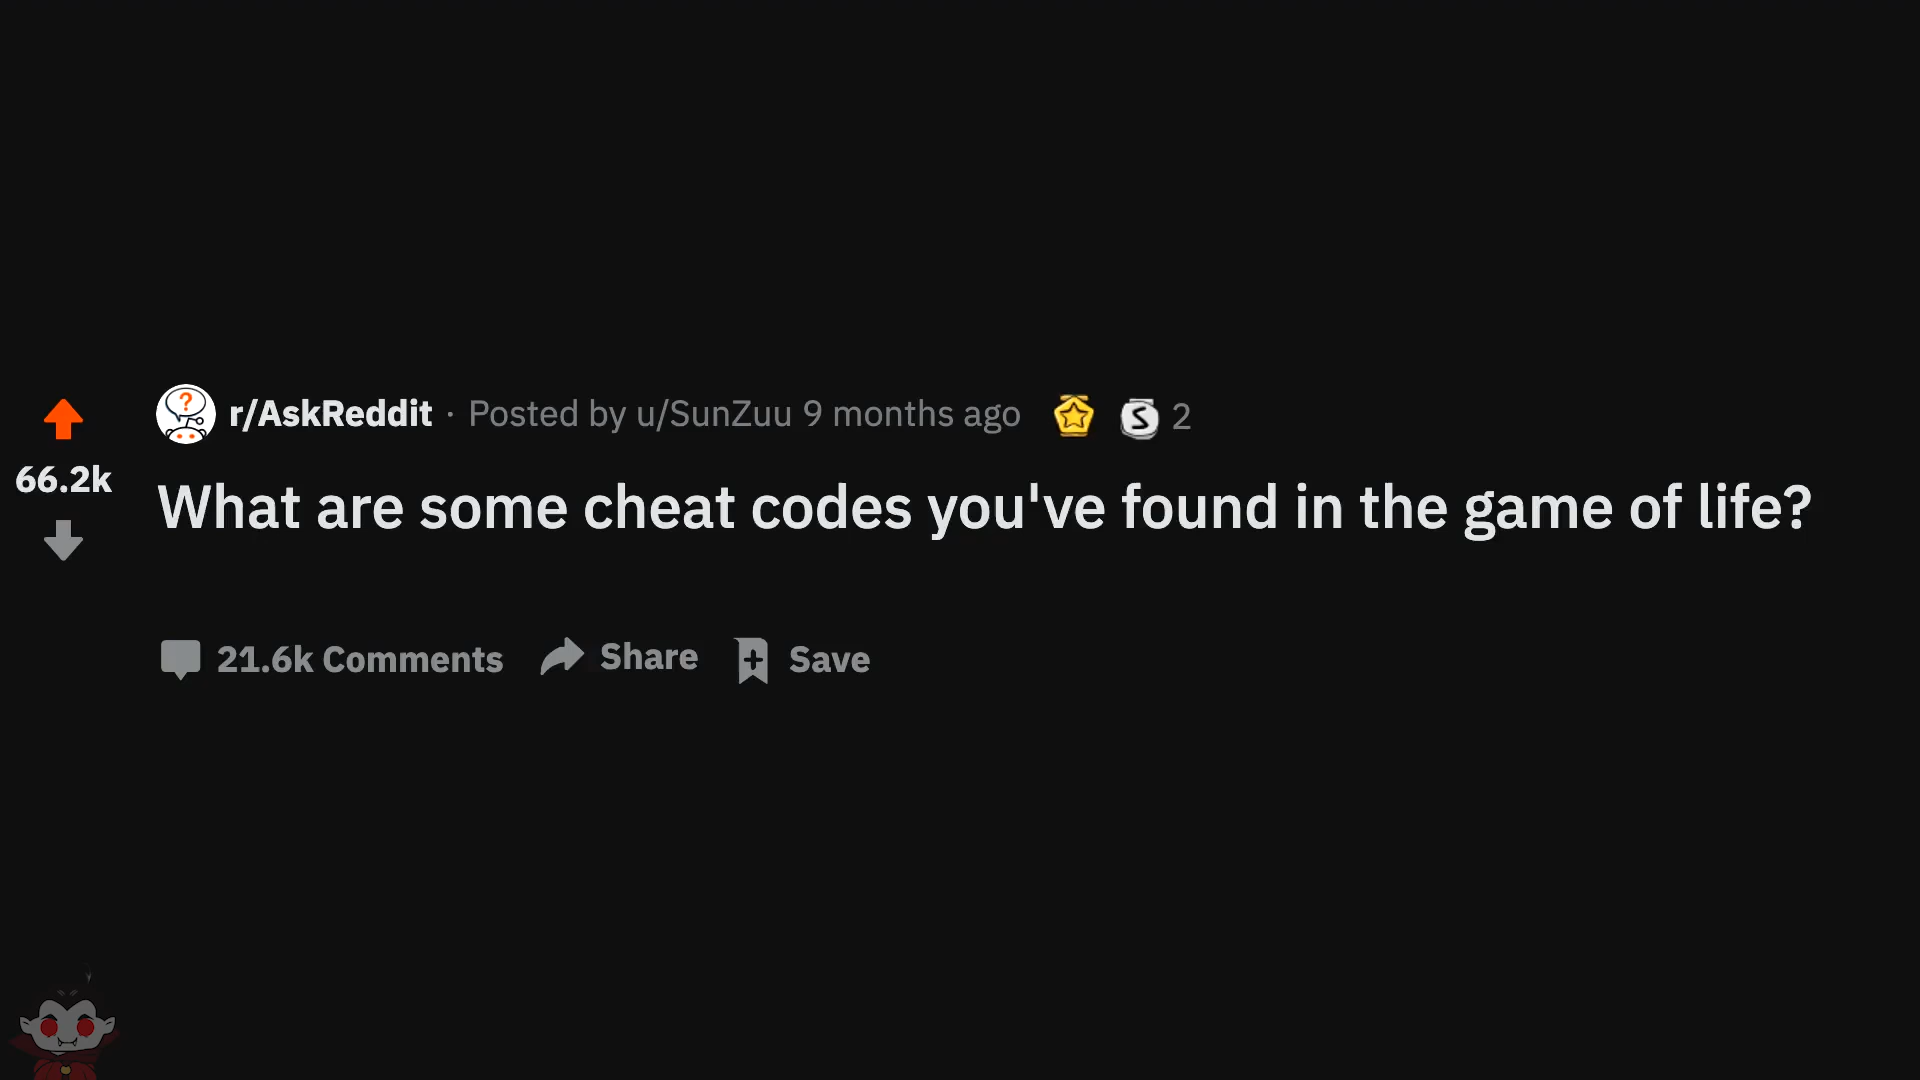 r/AskReddit · Posted by u/SunZuu 9 months ago S 2
66.2k
What are some cheat codes you've found in the game of life?
21.6k Comments Share Save